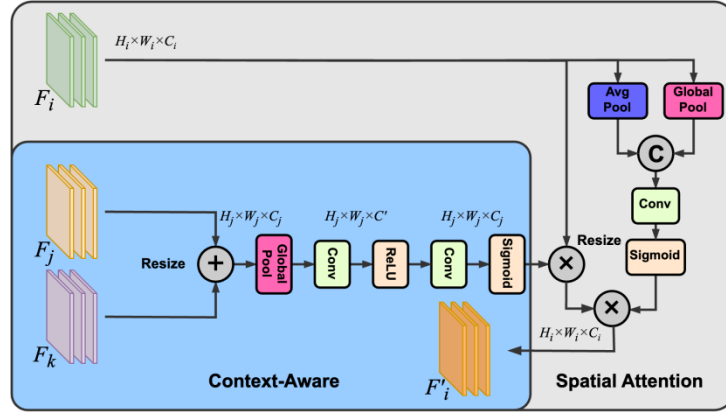 H_i×W_i×C_i
F_i
Avg
Pool
Global
Pool
C
Conv
Resize
Sigmoid
F_j
Resize
F_k
+
H_j×W_j×C_j
Global
Pool
H_j×W_j×C'
Conv
ReLU
H_j×W_j×C_j
Conv
Sigmoid
×
×
H_i×W_i×C_i
F'_i
Context-Aware
Spatial Attention